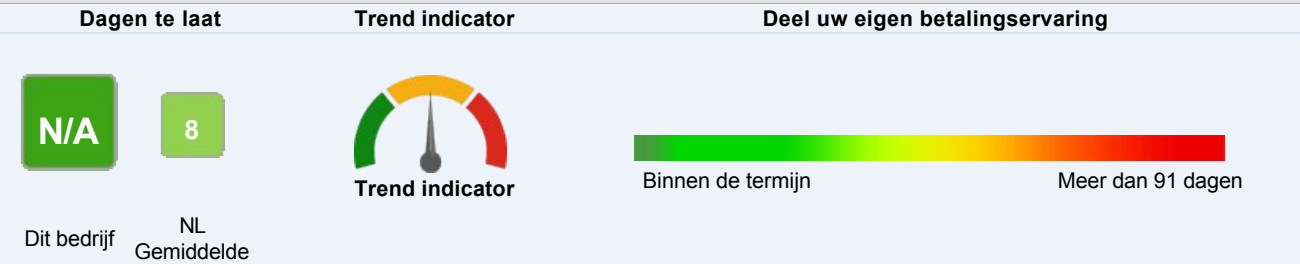 Dagen te laat
Trend indicator
Deel uw eigen betalingservaring
N/A
8
Trend indicator
Binnen de termijn
Meer dan 91 dagen
Dit bedrijf
NL
Gemiddelde